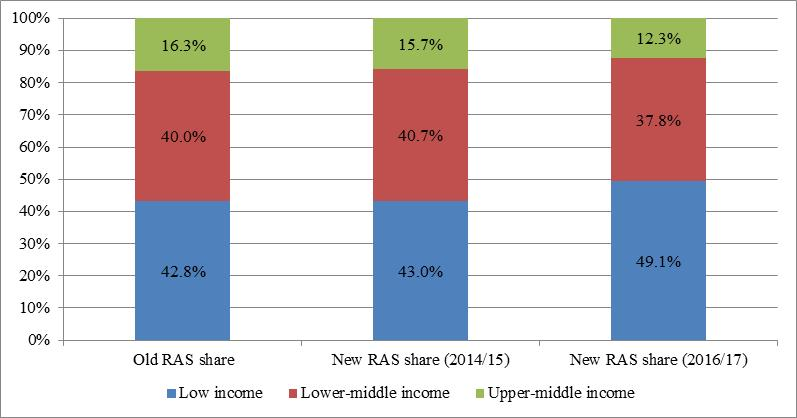 100%
90%
80%
70%
60%
50%
40%
30%
20%
10%
0%
16.3% 15.7% 12.3%
40.0% 40.7% 37.8%
42.8% 43.0% 49.1%
Old RAS share New RAS share (2014/15) New RAS share (2016/17)
Low income Lower-middle income Upper-middle income